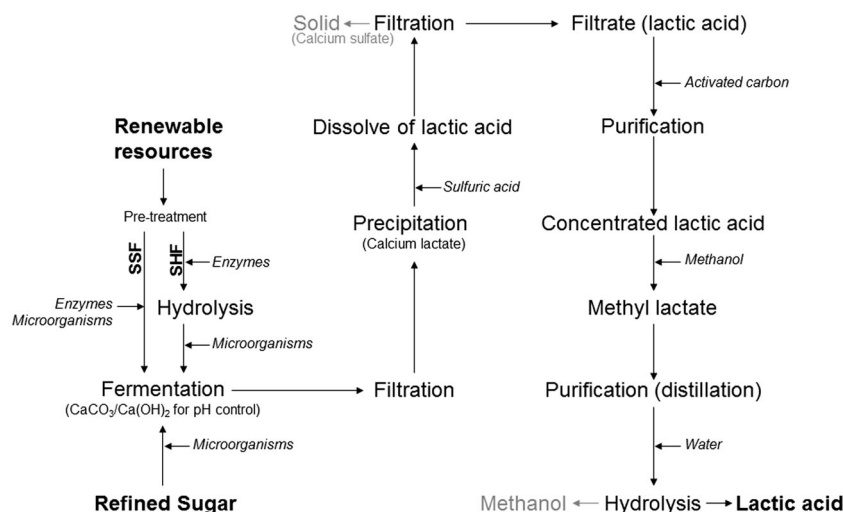 Solid
(Calcium sulfate)
Filtration
Filtrate (lactic acid)
Activated carbon
Renewable
resources
Dissolve of lactic acid
Purification
Sulfuric acid
Pre-treatment
Precipitation
(Calcium lactate)
Concentrated lactic acid
SSF
SHF
Enzymes
Methanol
Enzymes
Microorganisms
Hydrolysis
Methyl lactate
Microorganisms
Fermentation
(CaCO₃/Ca(OH)₂ for pH control)
Filtration
Purification (distillation)
Microorganisms
Water
Refined Sugar
Methanol
Hydrolysis
Lactic acid